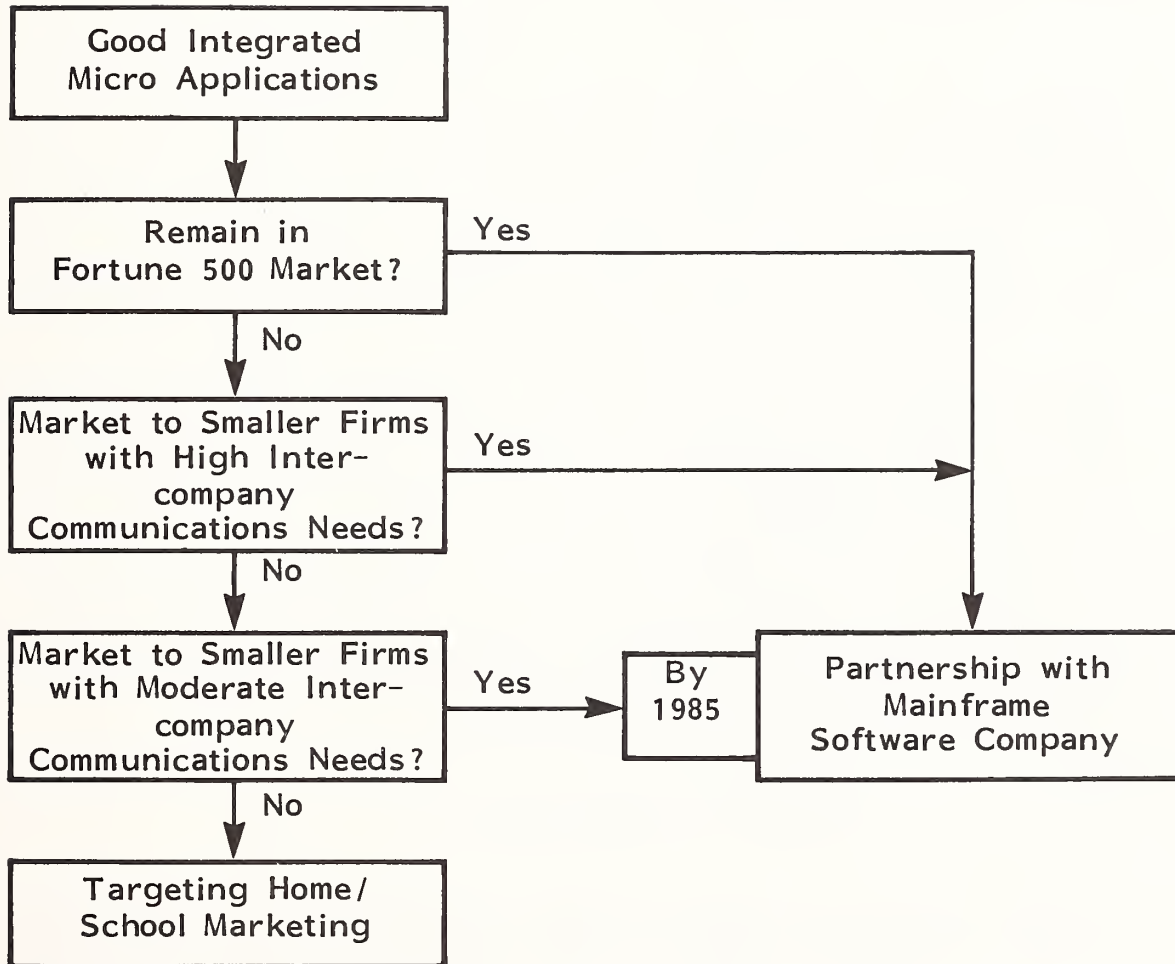 Good Integrated
Micro Applications
Remain in
Fortune 500 Market?
Yes
No
Market to Smaller Firms
with High Inter-
company
Communications Needs?
Yes
No
Market to Smaller Firms
with Moderate Inter-
company
Communications Needs?
Yes
By
1985
Partnership with
Mainframe
Software Company
No
Targeting Home/
School Marketing